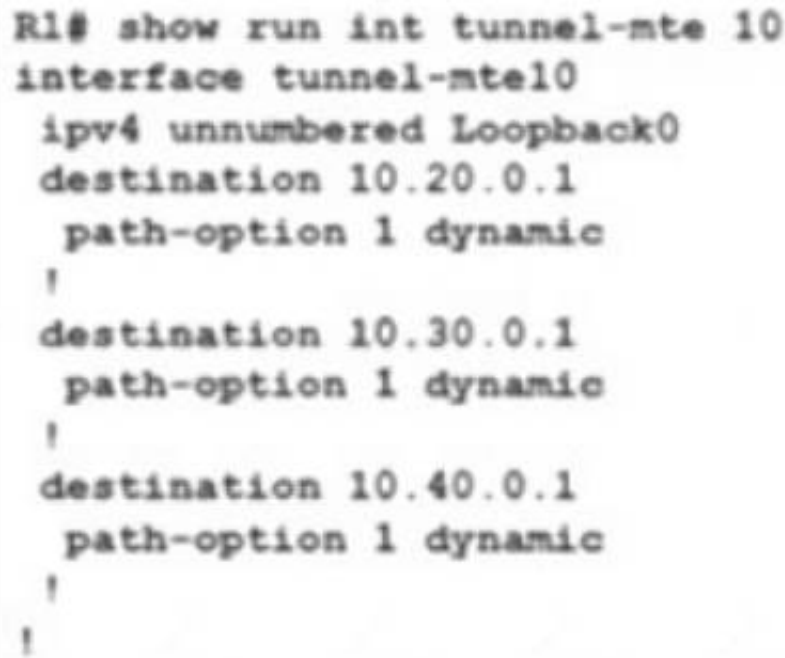 R1# show run int tunnel-mte 10
interface tunnel-mte10
ipv4 unnumbered Loopback0
destination 10.20.0.1
path-option 1 dynamic
!
destination 10.30.0.1
path-option 1 dynamic
!
destination 10.40.0.1
path-option 1 dynamic
!
!